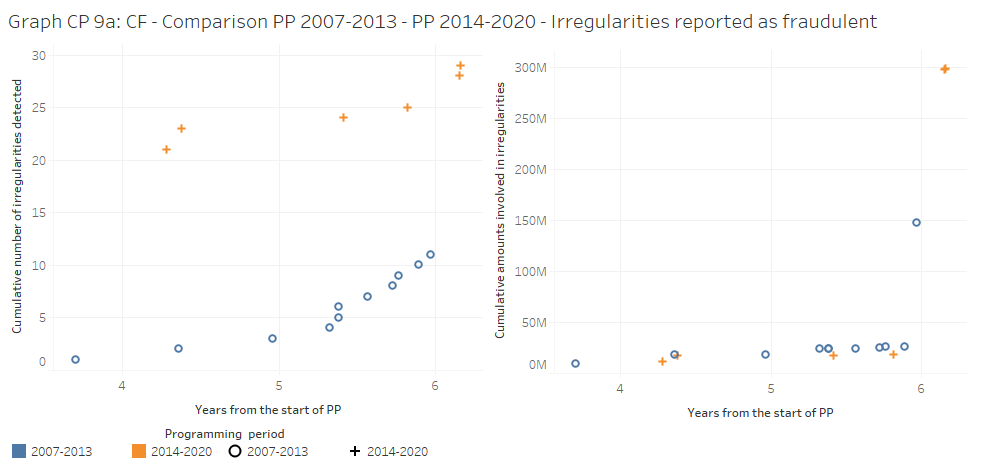 Graph CP 9a: CF - Comparison PP 2007-2013 - PP 2014-2020 - Irregularities reported as fraudulent
Cumulative number of irregularities detected
30
25
20
15
10
5
0
4 5 6
Years from the start of PP
Cumulative amounts involved in irregularities
300M
250M
200M
150M
100M
50M
0M
4 5 6
Years from the start of PP
Programming period
2007-2013 2014-2020 2007-2013 2014-2020